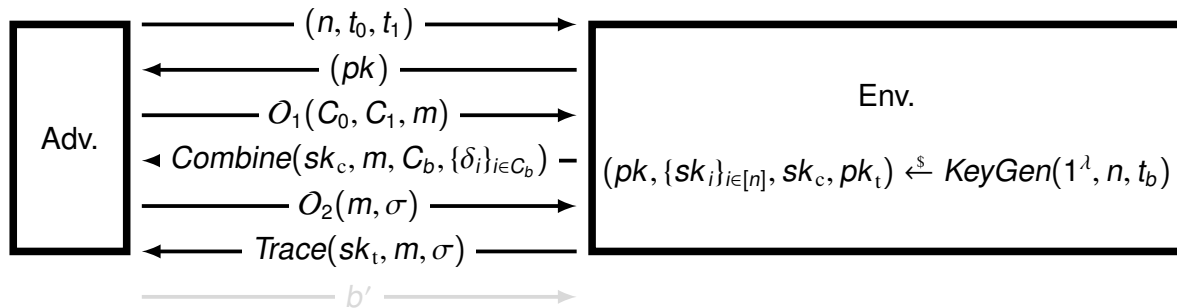 (n, t₀, t₁)
(pk)
Env.
Adv.
𝒪₁(C₀, C₁, m)
Combine(sk_c, m, C_b, {δ_i}_{i∈C_b})
(pk, {sk_i}_{i∈[n]}, sk_c, pk_t) ←$ KeyGen(1^λ, n, t_b)
𝒪₂(m, σ)
Trace(sk_t, m, σ)
b′